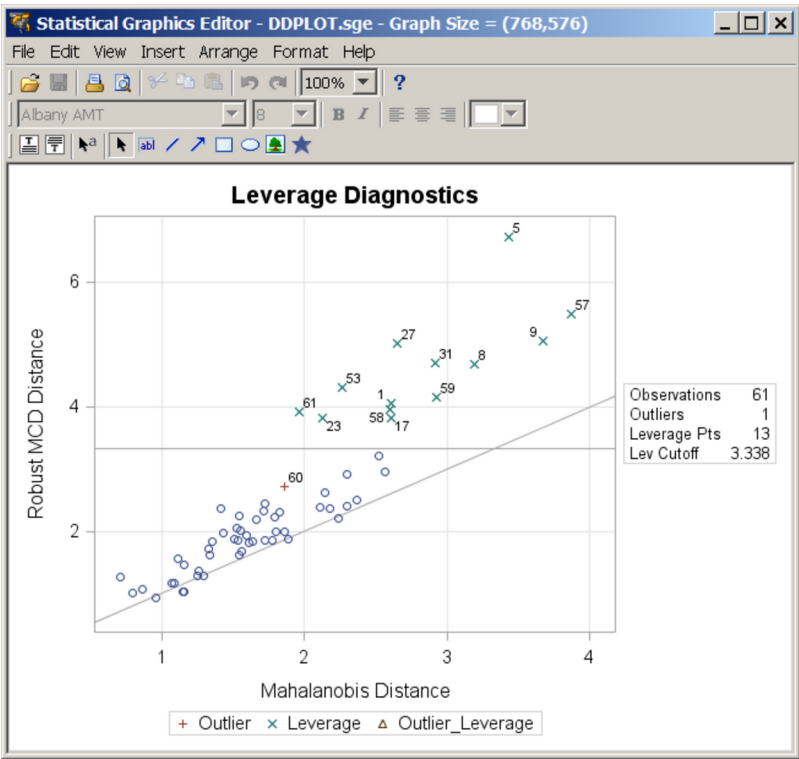 Statistical Graphics Editor - DDPLOT.sge - Graph Size = (768,576)
File Edit View Insert Arrange Format Help
100% ?
Albany AMT 8 B I
abl
Leverage Diagnostics
5
57
9
27
31
8
53
59
1
61
58
17
23
60
6
4
2
Robust MCD Distance
1 2 3 4
Mahalanobis Distance
Observations 61
Outliers 1
Leverage Pts 13
Lev Cutoff 3.338
+ Outlier × Leverage △ Outlier_Leverage